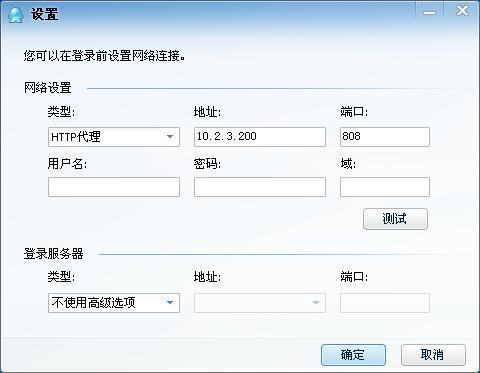 设置
您可以在登录前设置网络连接。
网络设置
类型: 地址: 端口:
HTTP代理 10.2.3.200 808
用户名: 密码: 域:
测试
登录服务器
类型: 地址: 端口:
不使用高级选项
确定 取消